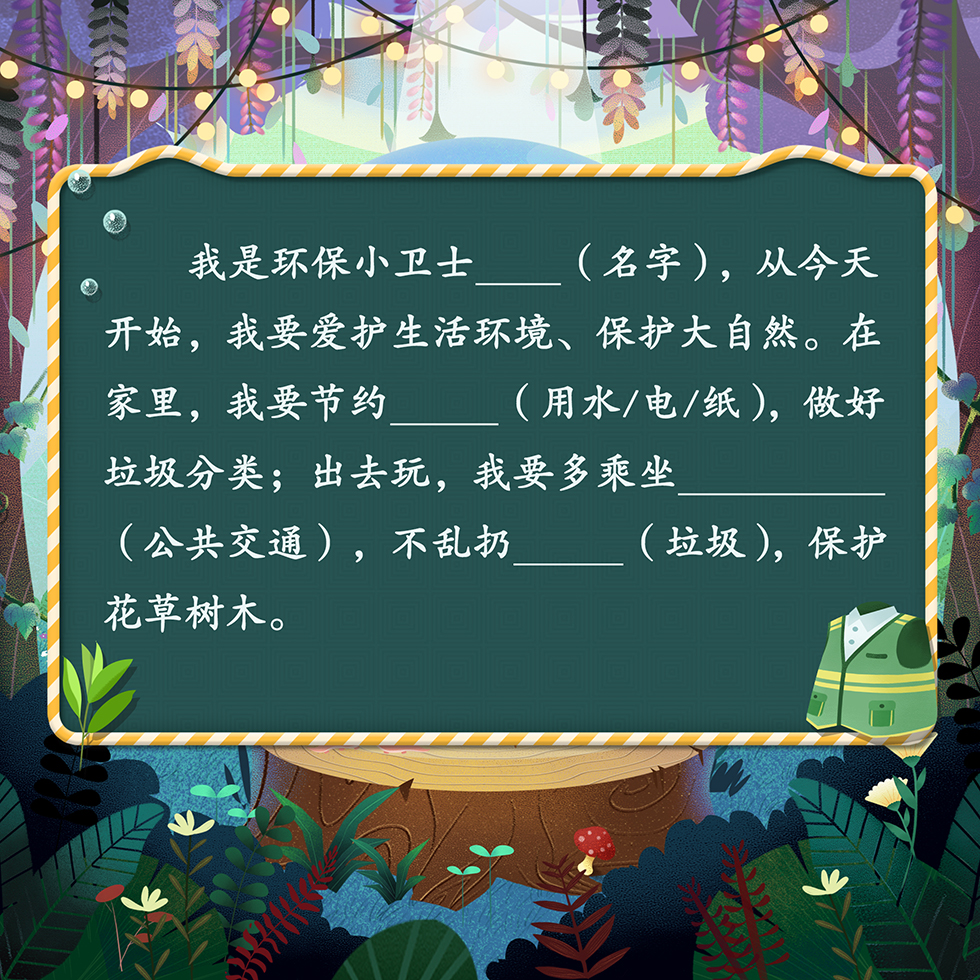 我是环保小卫士____（名字），从今天
开始，我要爱护生活环境、保护大自然。在
家里，我要节约_____（用水/电/纸），做好
垃圾分类；出去玩，我要多乘坐__________
（公共交通），不乱扔_____（垃圾），保护
花草树木。